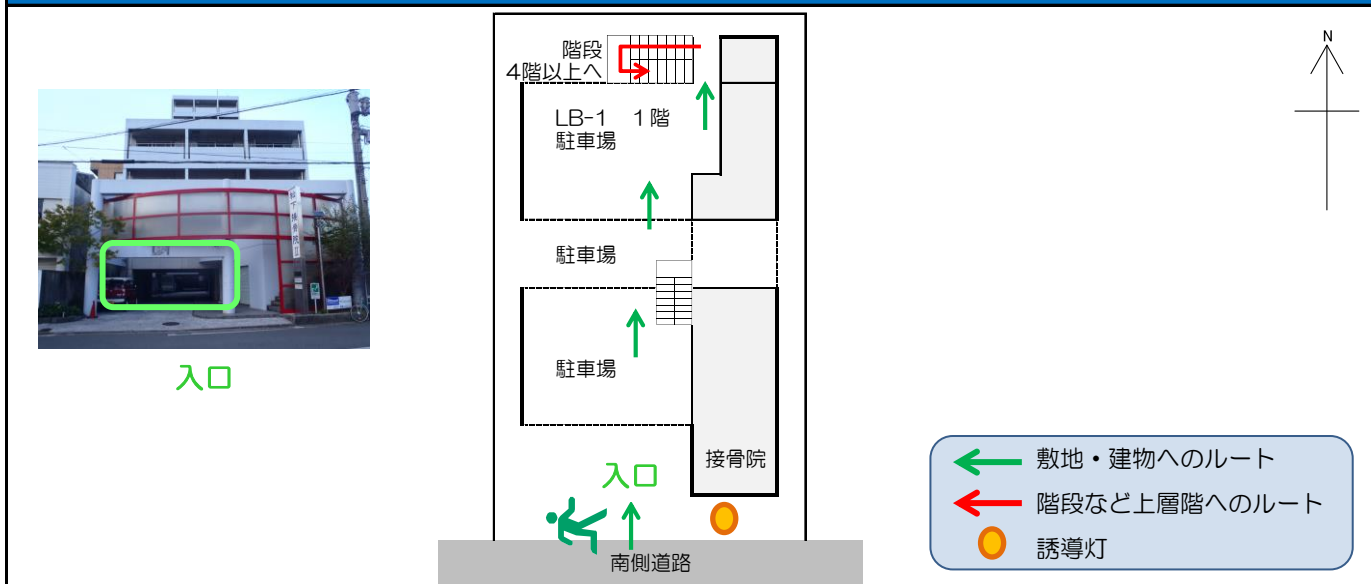 階段
4階以上へ
LB-1 1階
駐車場
駐車場
駐車場
接骨院
入口
南側道路
入口
N
敷地・建物へのルート
階段など上層階へのルート
誘導灯